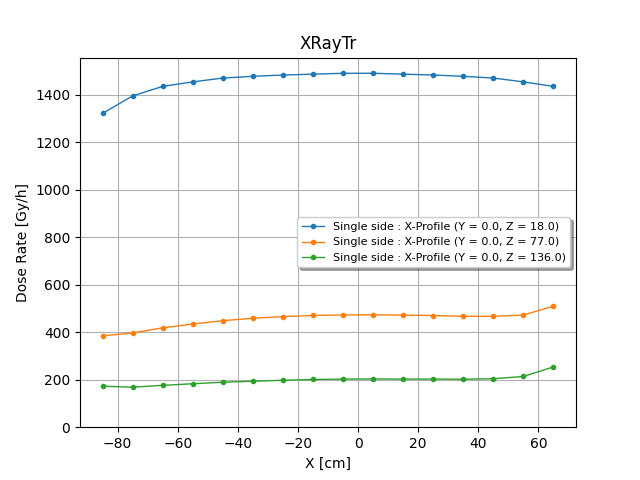 XRayTr
Dose Rate [Gy/h]
1400
1200
1000
800
600
400
200
0
Single side : X-Profile (Y = 0.0, Z = 18.0)
Single side : X-Profile (Y = 0.0, Z = 77.0)
Single side : X-Profile (Y = 0.0, Z = 136.0)
−80 −60 −40 −20 0 20 40 60
X [cm]